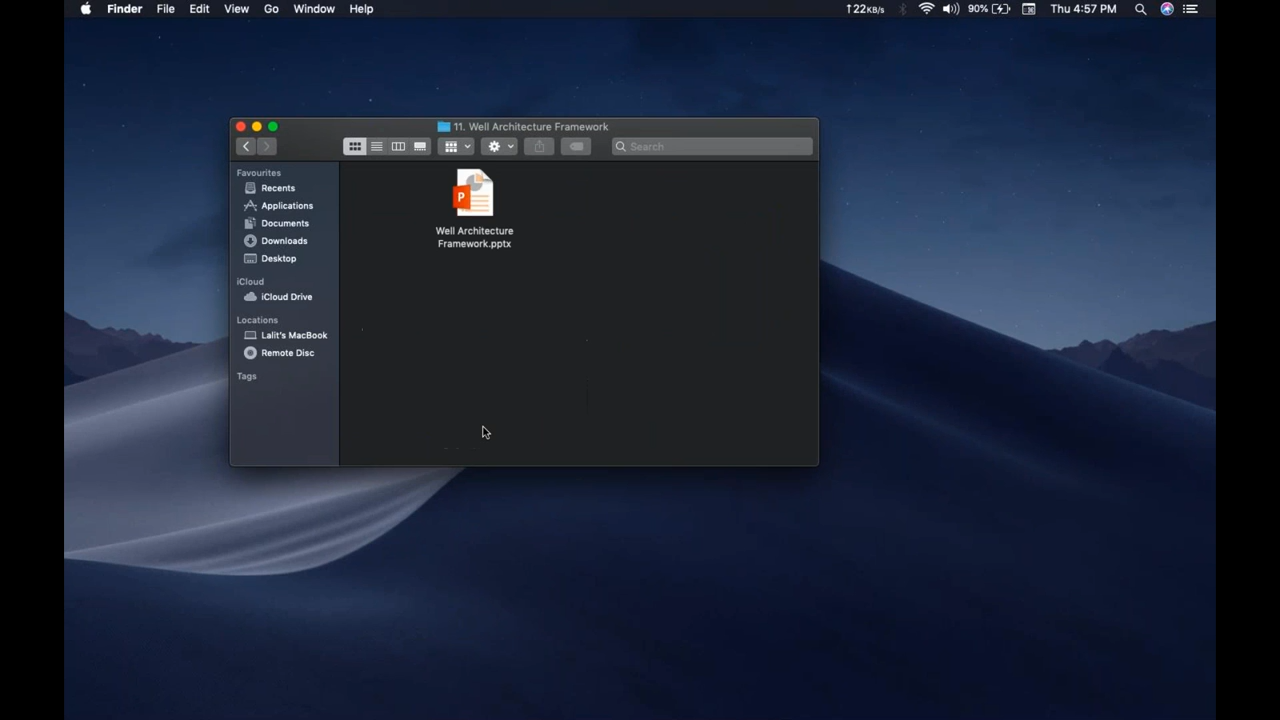 Finder File Edit View Go Window Help ↑22KB/s 90% Thu 4:57 PM
11. Well Architecture Framework
Search
Favourites
Recents
Applications
Documents
Downloads
Desktop
iCloud
iCloud Drive
Locations
Lalit's MacBook
Remote Disc
Tags
P
Well Architecture
Framework.pptx